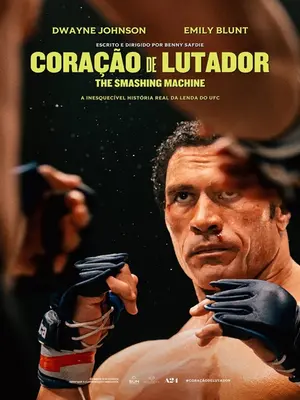 DWAYNE JOHNSON EMILY BLUNT
ESCRITO E DIRIGIDO POR BENNY SAFDIE
CORAÇÃO DE LUTADOR
THE SMASHING MACHINE
A INESQUECÍVEL HISTÓRIA REAL DA LENDA DO UFC
A24
#CORAÇÃODELUTADOR